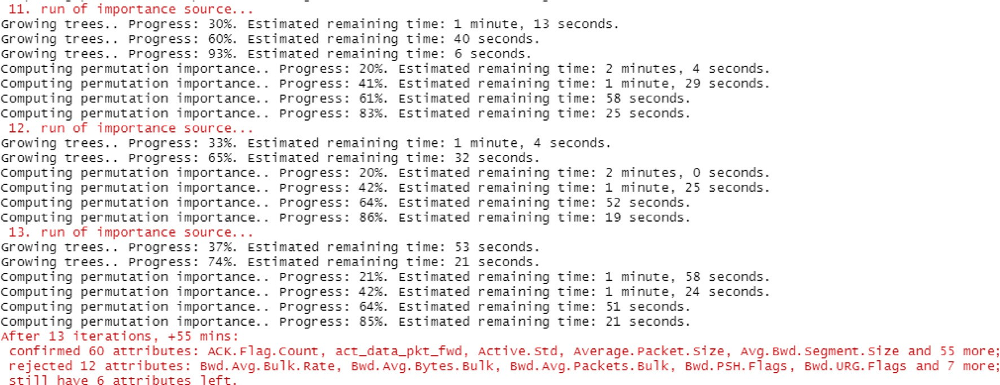 11. run of importance source...
Growing trees.. Progress: 30%. Estimated remaining time: 1 minute, 13 seconds.
Growing trees.. Progress: 60%. Estimated remaining time: 40 seconds.
Growing trees.. Progress: 93%. Estimated remaining time: 6 seconds.
Computing permutation importance.. Progress: 20%. Estimated remaining time: 2 minutes, 4 seconds.
Computing permutation importance.. Progress: 41%. Estimated remaining time: 1 minute, 29 seconds.
Computing permutation importance.. Progress: 61%. Estimated remaining time: 58 seconds.
Computing permutation importance.. Progress: 83%. Estimated remaining time: 25 seconds.
12. run of importance source...
Growing trees.. Progress: 33%. Estimated remaining time: 1 minute, 4 seconds.
Growing trees.. Progress: 65%. Estimated remaining time: 32 seconds.
Computing permutation importance.. Progress: 20%. Estimated remaining time: 2 minutes, 0 seconds.
Computing permutation importance.. Progress: 42%. Estimated remaining time: 1 minute, 25 seconds.
Computing permutation importance.. Progress: 64%. Estimated remaining time: 52 seconds.
Computing permutation importance.. Progress: 86%. Estimated remaining time: 19 seconds.
13. run of importance source...
Growing trees.. Progress: 37%. Estimated remaining time: 53 seconds.
Growing trees.. Progress: 74%. Estimated remaining time: 21 seconds.
Computing permutation importance.. Progress: 21%. Estimated remaining time: 1 minute, 58 seconds.
Computing permutation importance.. Progress: 42%. Estimated remaining time: 1 minute, 24 seconds.
Computing permutation importance.. Progress: 64%. Estimated remaining time: 51 seconds.
Computing permutation importance.. Progress: 85%. Estimated remaining time: 21 seconds.
After 13 iterations, +55 mins:
confirmed 60 attributes: ACK.Flag.Count, act_data_pkt_fwd, Active.Std, Average.Packet.Size, Avg.Bwd.Segment.Size and 55 more;
rejected 12 attributes: Bwd.Avg.Bulk.Rate, Bwd.Avg.Bytes.Bulk, Bwd.Avg.Packets.Bulk, Bwd.PSH.Flags, Bwd.URG.Flags and 7 more;
still have 6 attributes left.